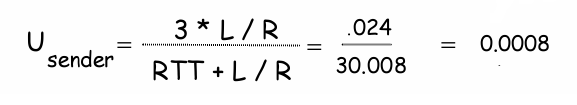 U sender = 3 * L / R / RTT + L / R = .024 / 30.008 = 0.0008